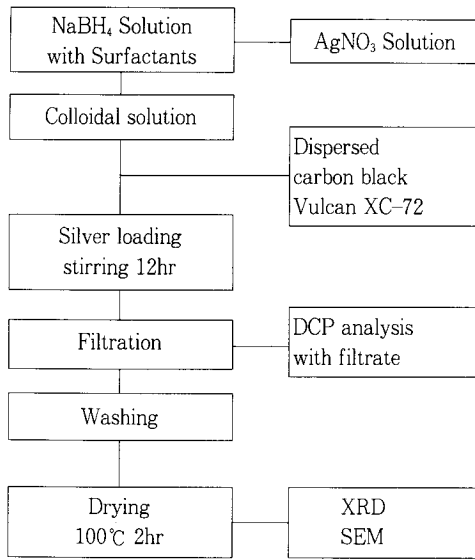 NaBH₄ Solution
with Surfactants
AgNO₃ Solution
Colloidal solution
Dispersed
carbon black
Vulcan XC-72
Silver loading
stirring 12hr
Filtration
DCP analysis
with filtrate
Washing
Drying
100℃ 2hr
XRD
SEM